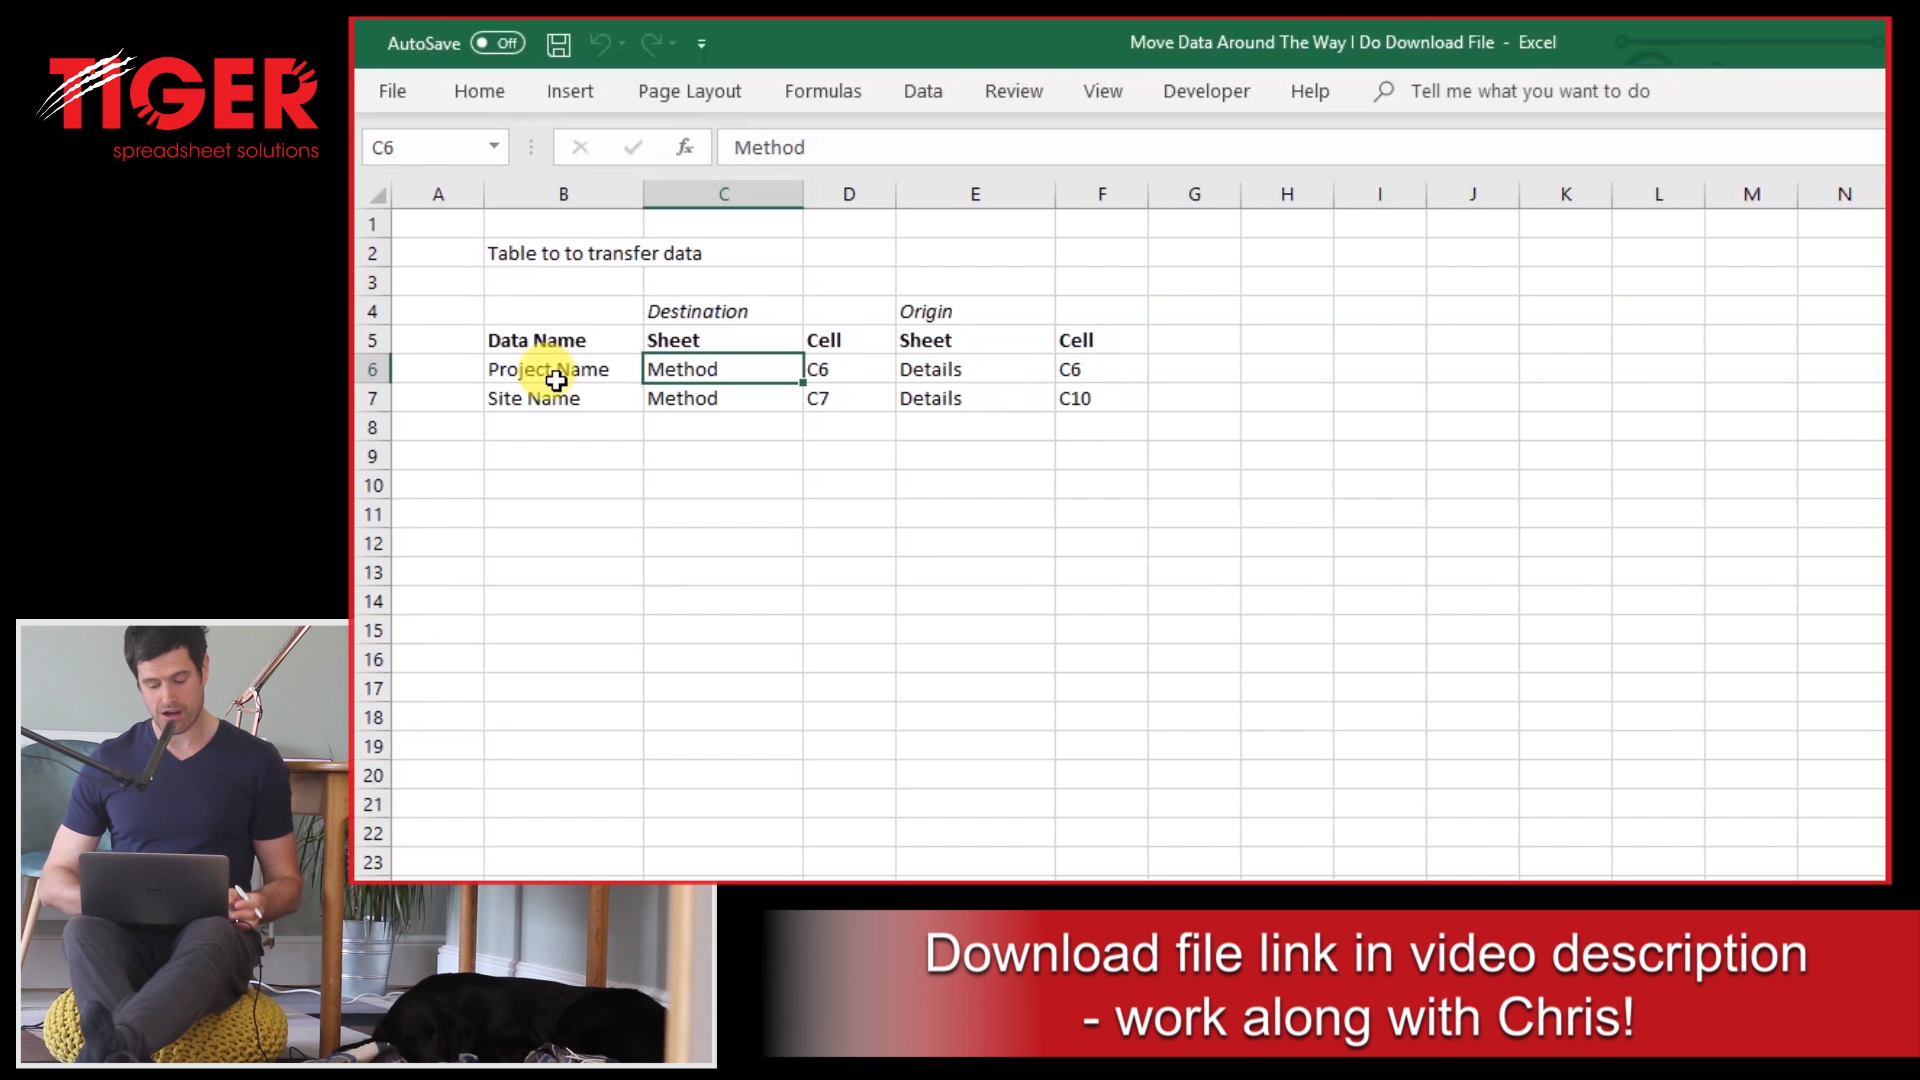 TIGER
spreadsheet solutions
AutoSave Off
Move Data Around The Way I Do Download File - Excel
File Home Insert Page Layout Formulas Data Review View Developer Help Tell me what you want to do
C6 fx Method
A B C D E F G H I J K L M N
1
2 Table to to transfer data
3
4 Destination Origin
5 Data Name Sheet Cell Sheet Cell
6 Project Name Method C6 Details C6
7 Site Name Method C7 Details C10
8
9
10
11
12
13
14
15
16
17
18
19
20
21
22
23
Download file link in video description
- work along with Chris!